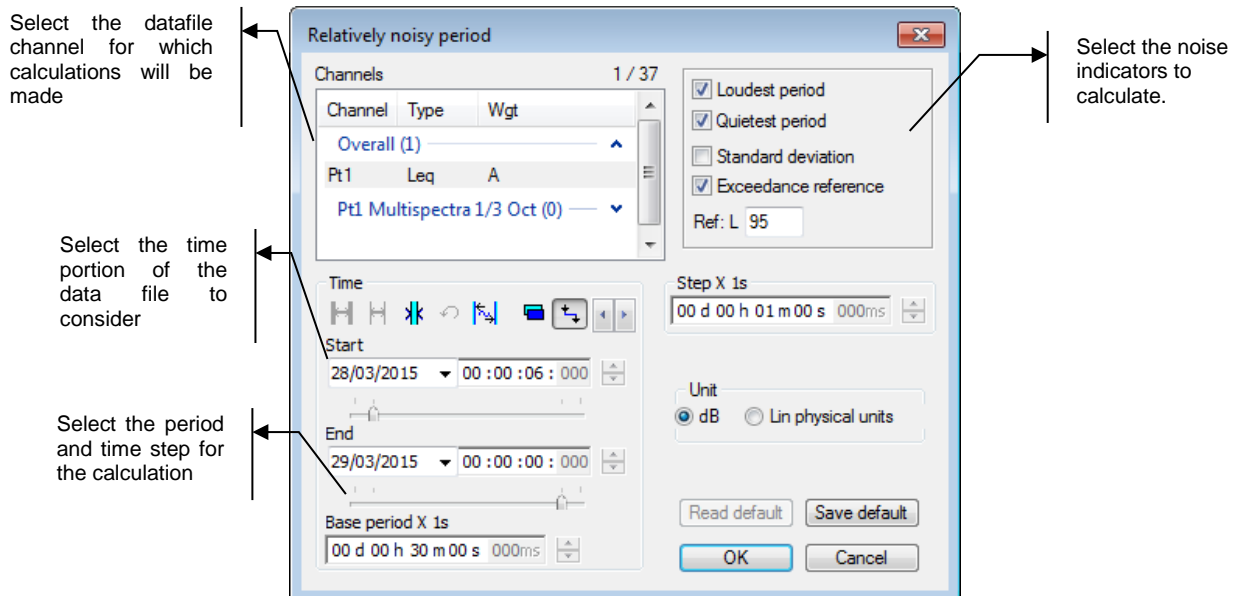 Select the datafile
channel for which
calculations will be
made
Select the time
portion of the
data file to
consider
Select the period
and time step for
the calculation
Relatively noisy period
Channels 1 / 37
Channel Type Wgt
Overall (1)
Pt1 Leq A
Pt1 Multispectra 1/3 Oct (0)
Loudest period
Quietest period
Standard deviation
Exceedance reference
Ref: L 95
Time
Start
28/03/2015 00 :00 :06 : 000
End
29/03/2015 00 :00 :00 : 000
Base period X 1s
00 d 00 h 30 m 00 s 000ms
Step X 1s
00 d 00 h 01 m 00 s 000ms
Unit
dB Lin physical units
Read default Save default
OK Cancel
Select the noise
indicators to
calculate.